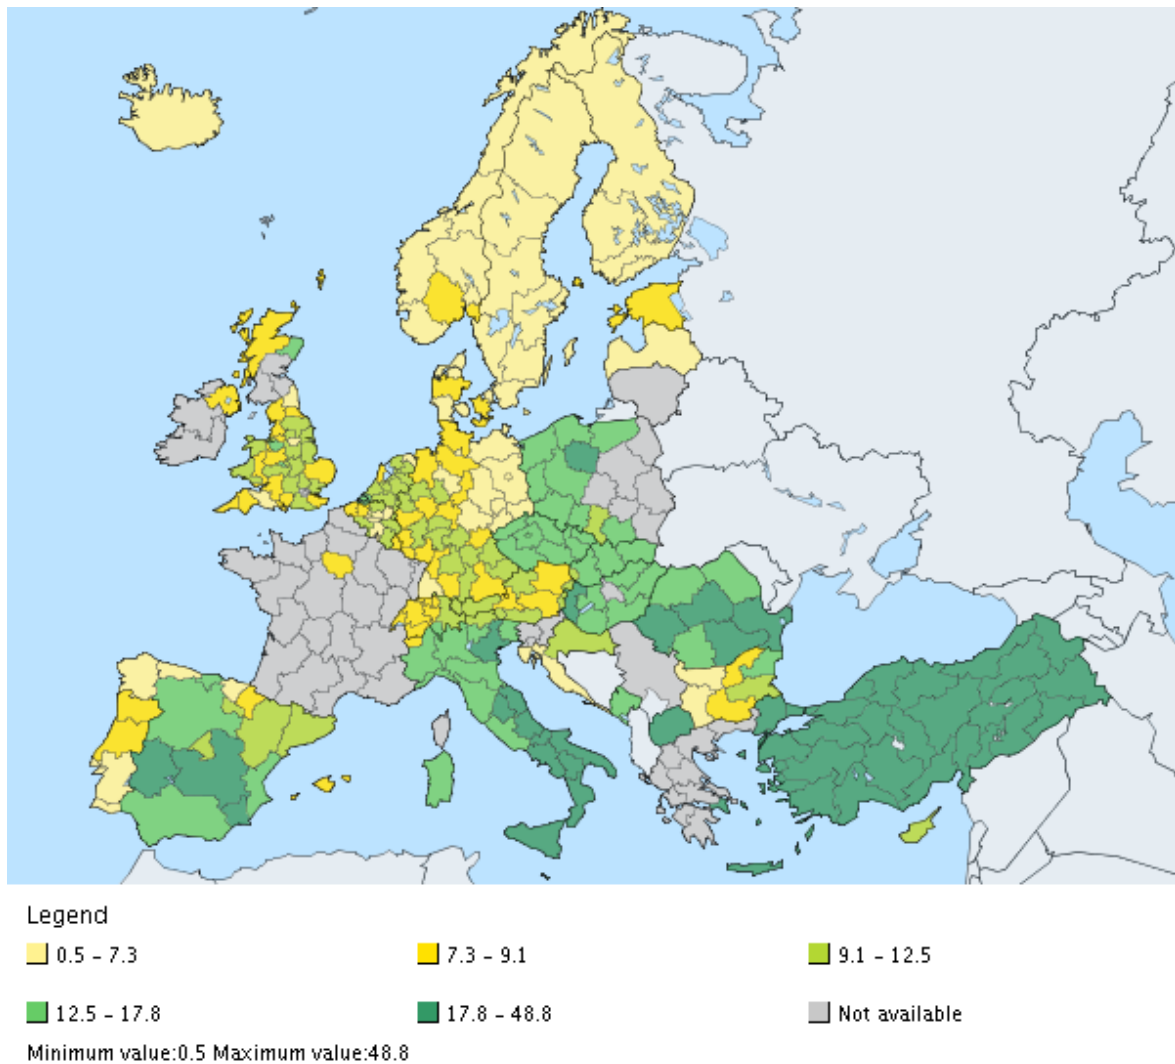 Legend
0.5 - 7.3
7.3 - 9.1
9.1 - 12.5
12.5 - 17.8
17.8 - 48.8
Not available
Minimum value:0.5 Maximum value:48.8